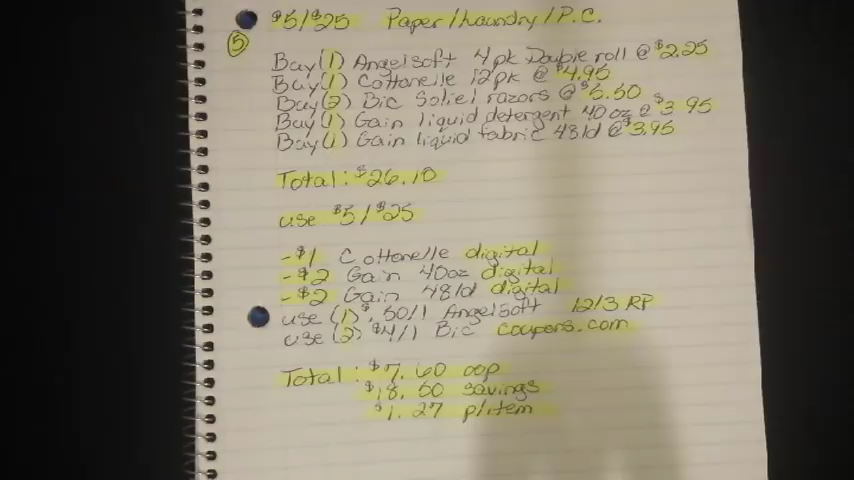 $5/$25 Paper/Laundry/P.C.
5
Buy (1) Angelsoft 4pk Double roll @ $2.25
Buy (1) Cottonelle 12pk @ $4.95
Buy (2) Bic Soliel razors @ $5.50
Buy (1) Gain liquid detergent 40oz @ $3.95
Buy (1) Gain liquid fabric 48ld @ $3.95
Total: $26.10
use $5/$25
-$1 Cottonelle digital
-$2 Gain 40oz digital
-$2 Gain 48ld digital
use (1) $.50/1 Angelsoft 12/3 RP
use (2) $4/1 Bic coupons.com
Total: $7.60 oop
$18.50 savings
$1.27 p/item